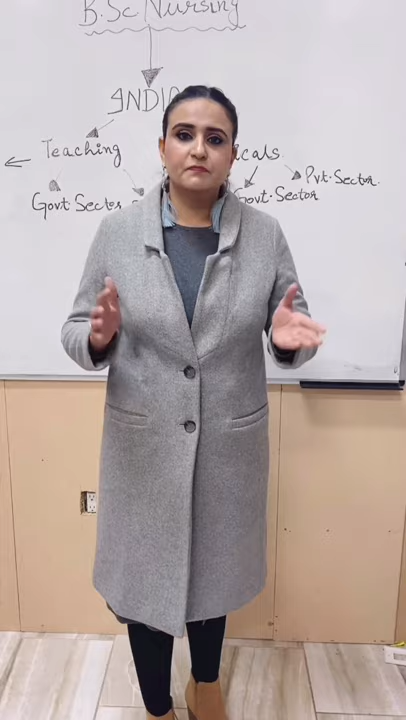 B.Sc Nursing
INDIA
Teaching
Pvt. Sector.
Govt Sector
Govt. Sector